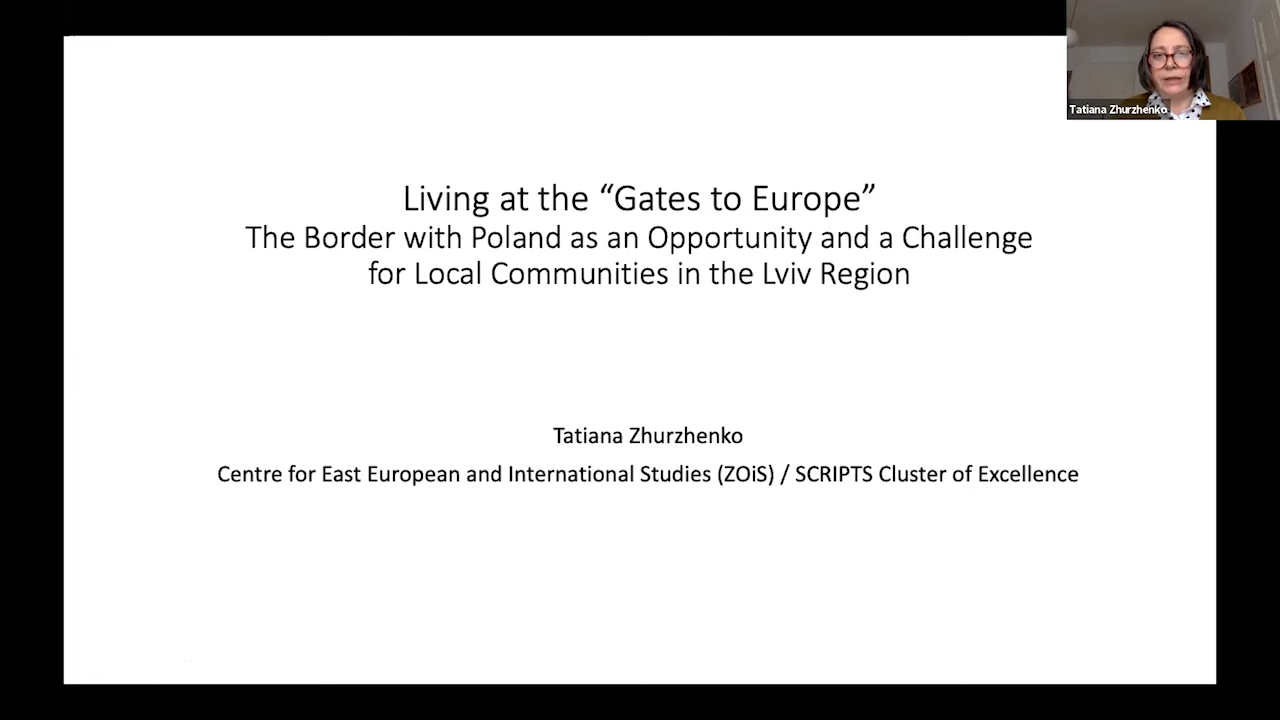 Tatiana Zhurzhenko
Living at the “Gates to Europe”
The Border with Poland as an Opportunity and a Challenge
for Local Communities in the Lviv Region
Tatiana Zhurzhenko
Centre for East European and International Studies (ZOiS) / SCRIPTS Cluster of Excellence